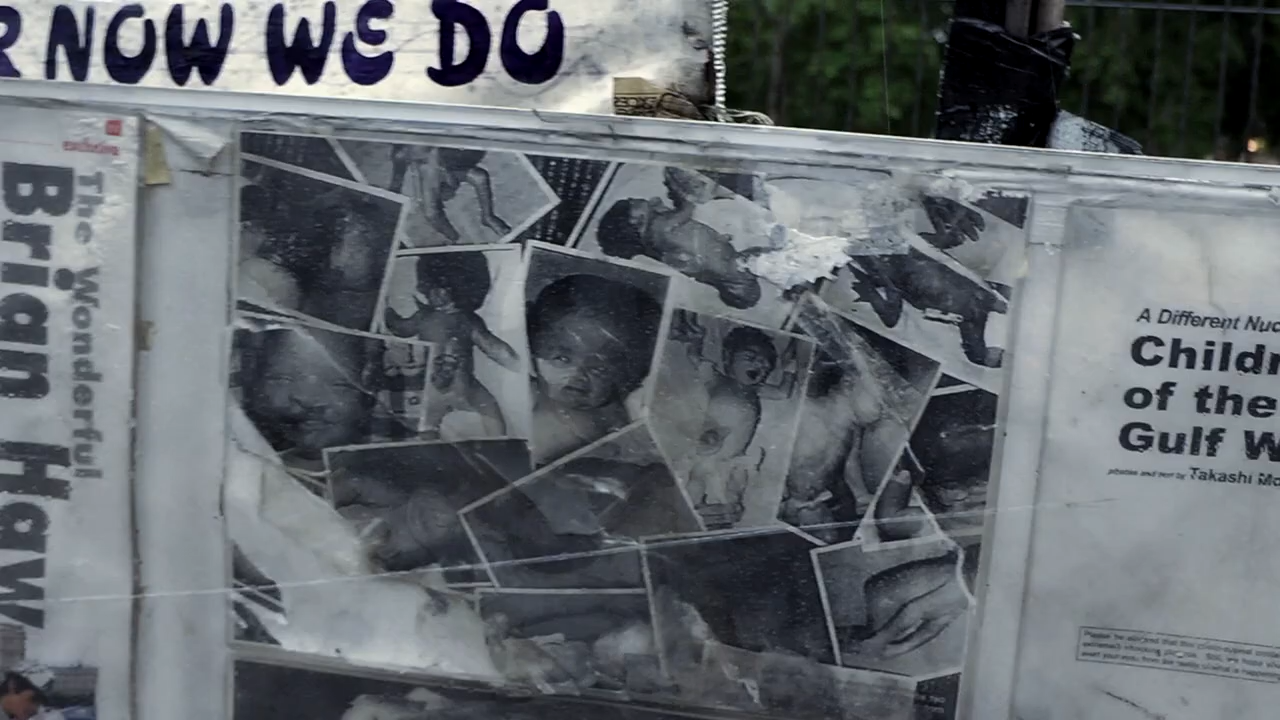 R NOW WE DO
exclusive
The Wonderful
Brian Haw
A Different Nuc
Childr
of the
Gulf W
photos and text by Takashi Mo